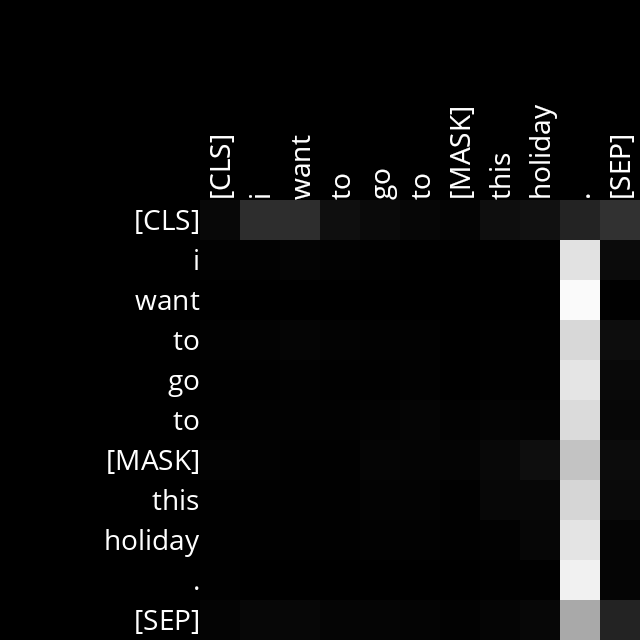 [CLS] i want to go to [MASK] this holiday . [SEP]
[CLS]
i
want
to
go
to
[MASK]
this
holiday
.
[SEP]